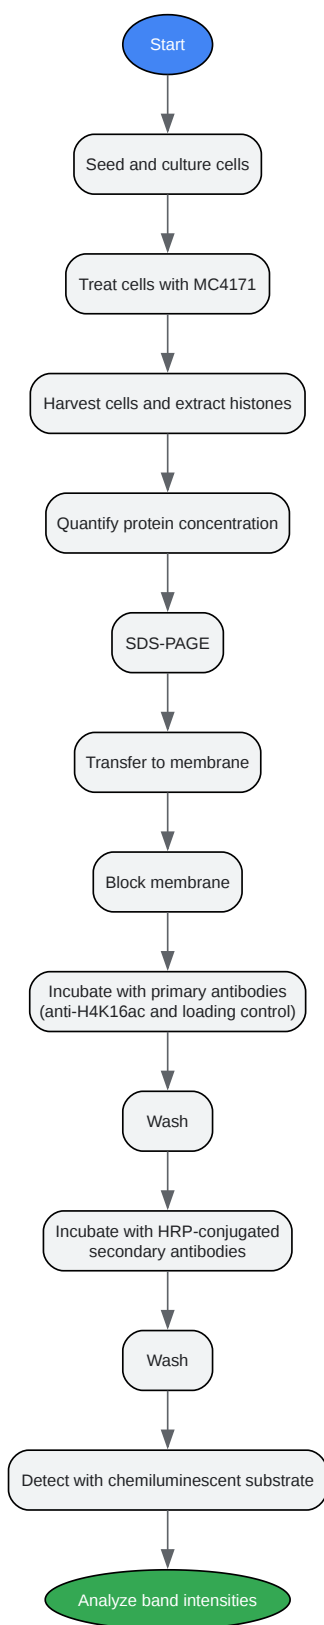 Start
Seed and culture cells
Treat cells with MC4171
Harvest cells and extract histones
Quantify protein concentration
SDS-PAGE
Transfer to membrane
Block membrane
Incubate with primary antibodies
(anti-H4K16ac and loading control)
Wash
Incubate with HRP-conjugated
secondary antibodies
Wash
Detect with chemiluminescent substrate
Analyze band intensities